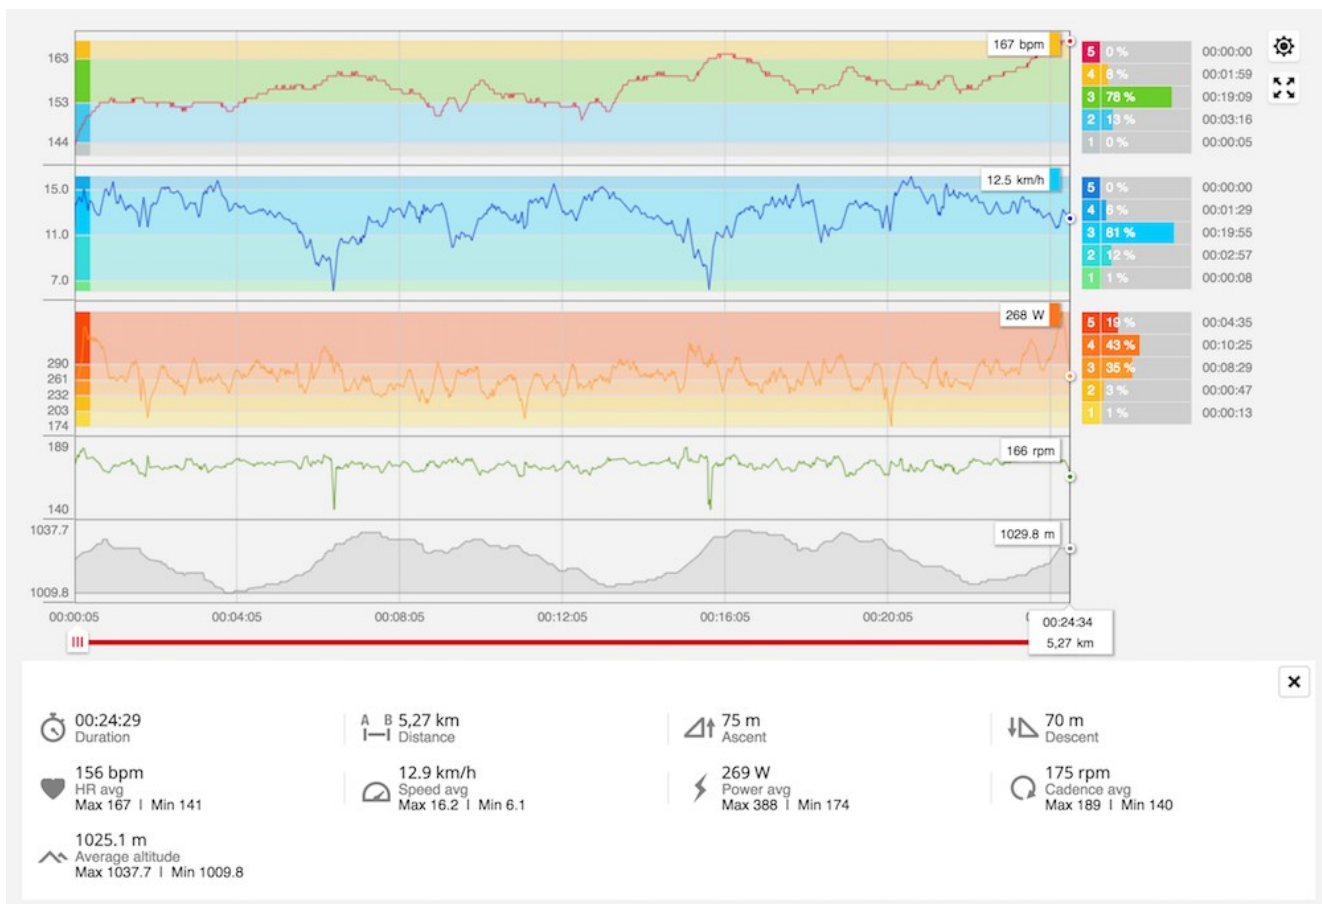 167 bpm
163
153
144
5 0 % 00:00:00
4 8 % 00:01:59
3 78 % 00:19:09
2 13 % 00:03:16
1 0 % 00:00:05
12.5 km/h
15.0
11.0
7.0
5 0 % 00:00:00
4 6 % 00:01:29
3 81 % 00:19:55
2 12 % 00:02:57
1 1 % 00:00:08
268 W
290
261
232
203
174
5 19 % 00:04:35
4 43 % 00:10:25
3 35 % 00:08:29
2 3 % 00:00:47
1 1 % 00:00:13
189
166 rpm
140
1037.7
1029.8 m
1009.8
00:00:05 00:04:05 00:08:05 00:12:05 00:16:05 00:20:05
00:24:34
5,27 km
00:24:29
Duration
A B 5,27 km
Distance
75 m
Ascent
70 m
Descent
156 bpm
HR avg
Max 167 | Min 141
12.9 km/h
Speed avg
Max 16.2 | Min 6.1
269 W
Power avg
Max 388 | Min 174
175 rpm
Cadence avg
Max 189 | Min 140
1025.1 m
Average altitude
Max 1037.7 | Min 1009.8